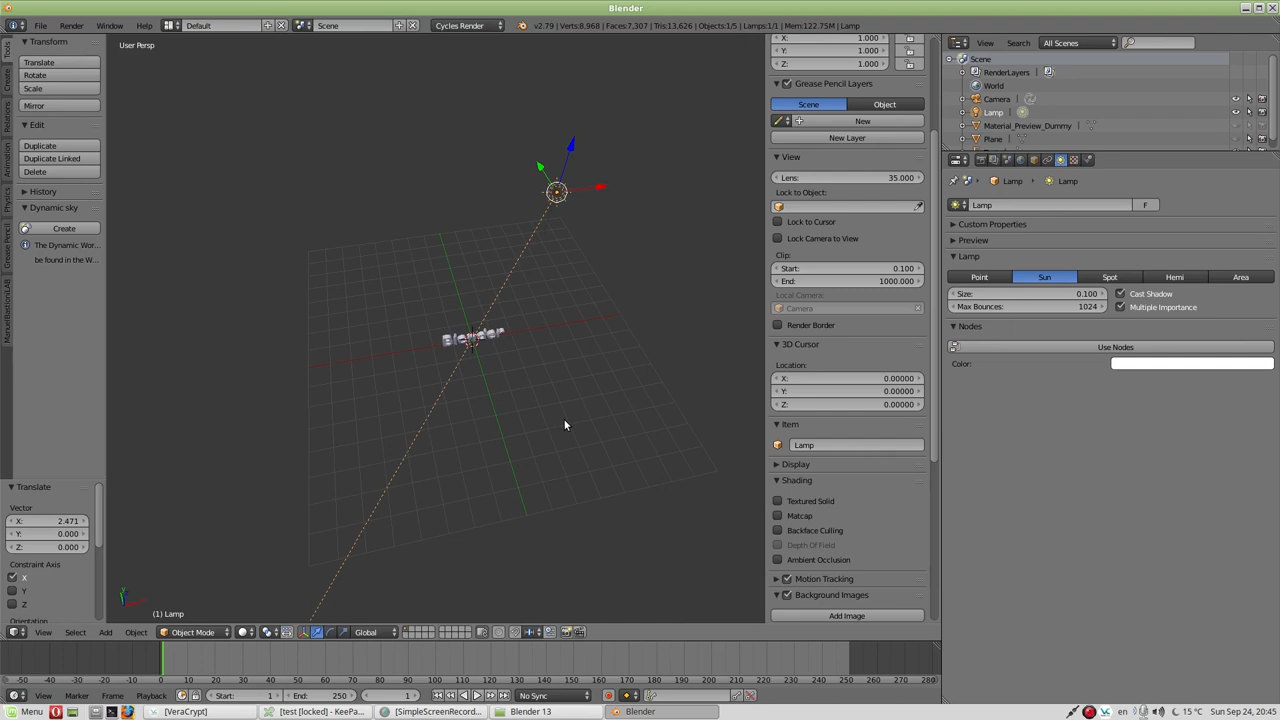 Blender
File
Render
Window
Help
Default
Scene
Cycles Render
v2.79 | Verts:8,968 | Faces:7,307 | Tris:13,626 | Objects:1/5 | Lamps:1/1 | Mem:122.75M | Lamp
Transform
Translate
Rotate
Scale
Mirror
Edit
Duplicate
Duplicate Linked
Delete
History
Dynamic sky
Create
The Dynamic Wor...
be found in the W...
Tools
Create
Relations
Animation
Physics
Grease Pencil
ManuelBastioniLAB
Translate
Vector
X: 2.471
Y: 0.000
Z: 0.000
Constraint Axis
X
Y
Z
Orientation
User Persp
(1) Lamp
X: 1.000
Y: 1.000
Z: 1.000
Grease Pencil Layers
Scene
Object
New
New Layer
View
Lens: 35.000
Lock to Object:
Lock to Cursor
Lock Camera to View
Clip:
Start: 0.100
End: 1000.000
Local Camera:
Camera
Render Border
3D Cursor
Location:
X: 0.00000
Y: 0.00000
Z: 0.00000
Item
Lamp
Display
Shading
Textured Solid
Matcap
Backface Culling
Depth Of Field
Ambient Occlusion
Motion Tracking
Background Images
Add Image
View
Search
All Scenes
Scene
RenderLayers
World
Camera
Lamp
Material_Preview_Dummy
Plane
Lamp
Lamp
Lamp
F
Custom Properties
Preview
Lamp
Point
Sun
Spot
Hemi
Area
Size: 0.100
Cast Shadow
Max Bounces: 1024
Multiple Importance
Nodes
Use Nodes
Color:
View
Select
Add
Object
Object Mode
Global
-50 -40 -30 -20 -10 0 10 20 30 40 50 60 70 80 90 100 110 120 130 140 150 160 170 180 190 200 210 220 230 240 250 260 270 280
View
Marker
Frame
Playback
Start: 1
End: 250
1
No Sync
Menu
[VeraCrypt]
[test [locked] - KeePa...
[SimpleScreenRecord...
Blender 13
Blender
en
15 °C
Sun Sep 24, 20:45